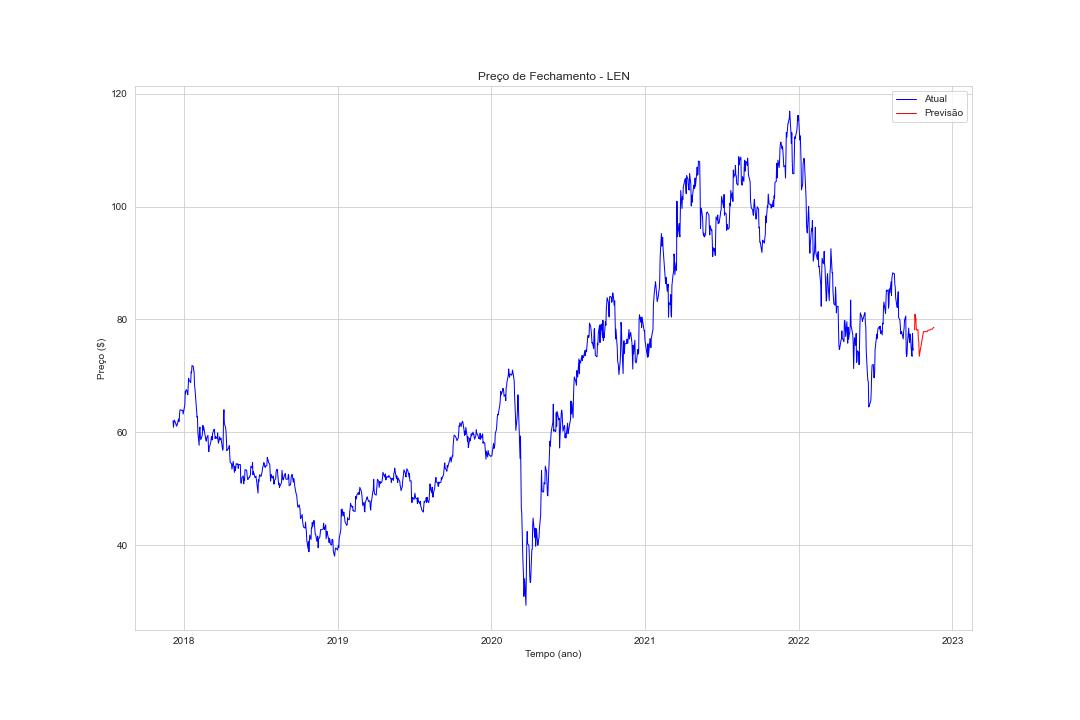 Preço de Fechamento - LEN
Atual
Previsão
120
100
80
60
40
Preço ($)
2018 2019 2020 2021 2022 2023
Tempo (ano)